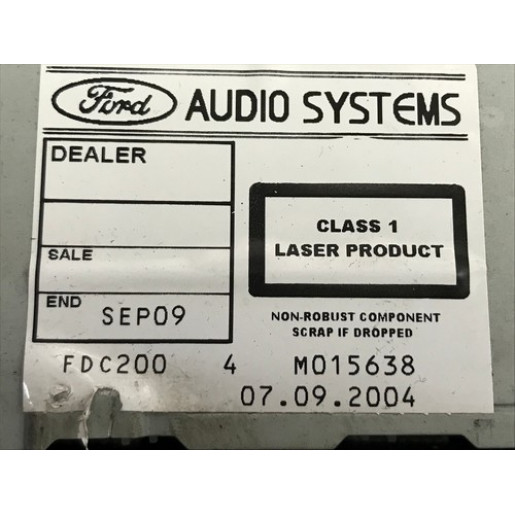 Ford AUDIO SYSTEMS
DEALER
SALE
END SEP09
CLASS 1
LASER PRODUCT
NON-ROBUST COMPONENT
SCRAP IF DROPPED
FDC200 4 M015638
07.09.2004